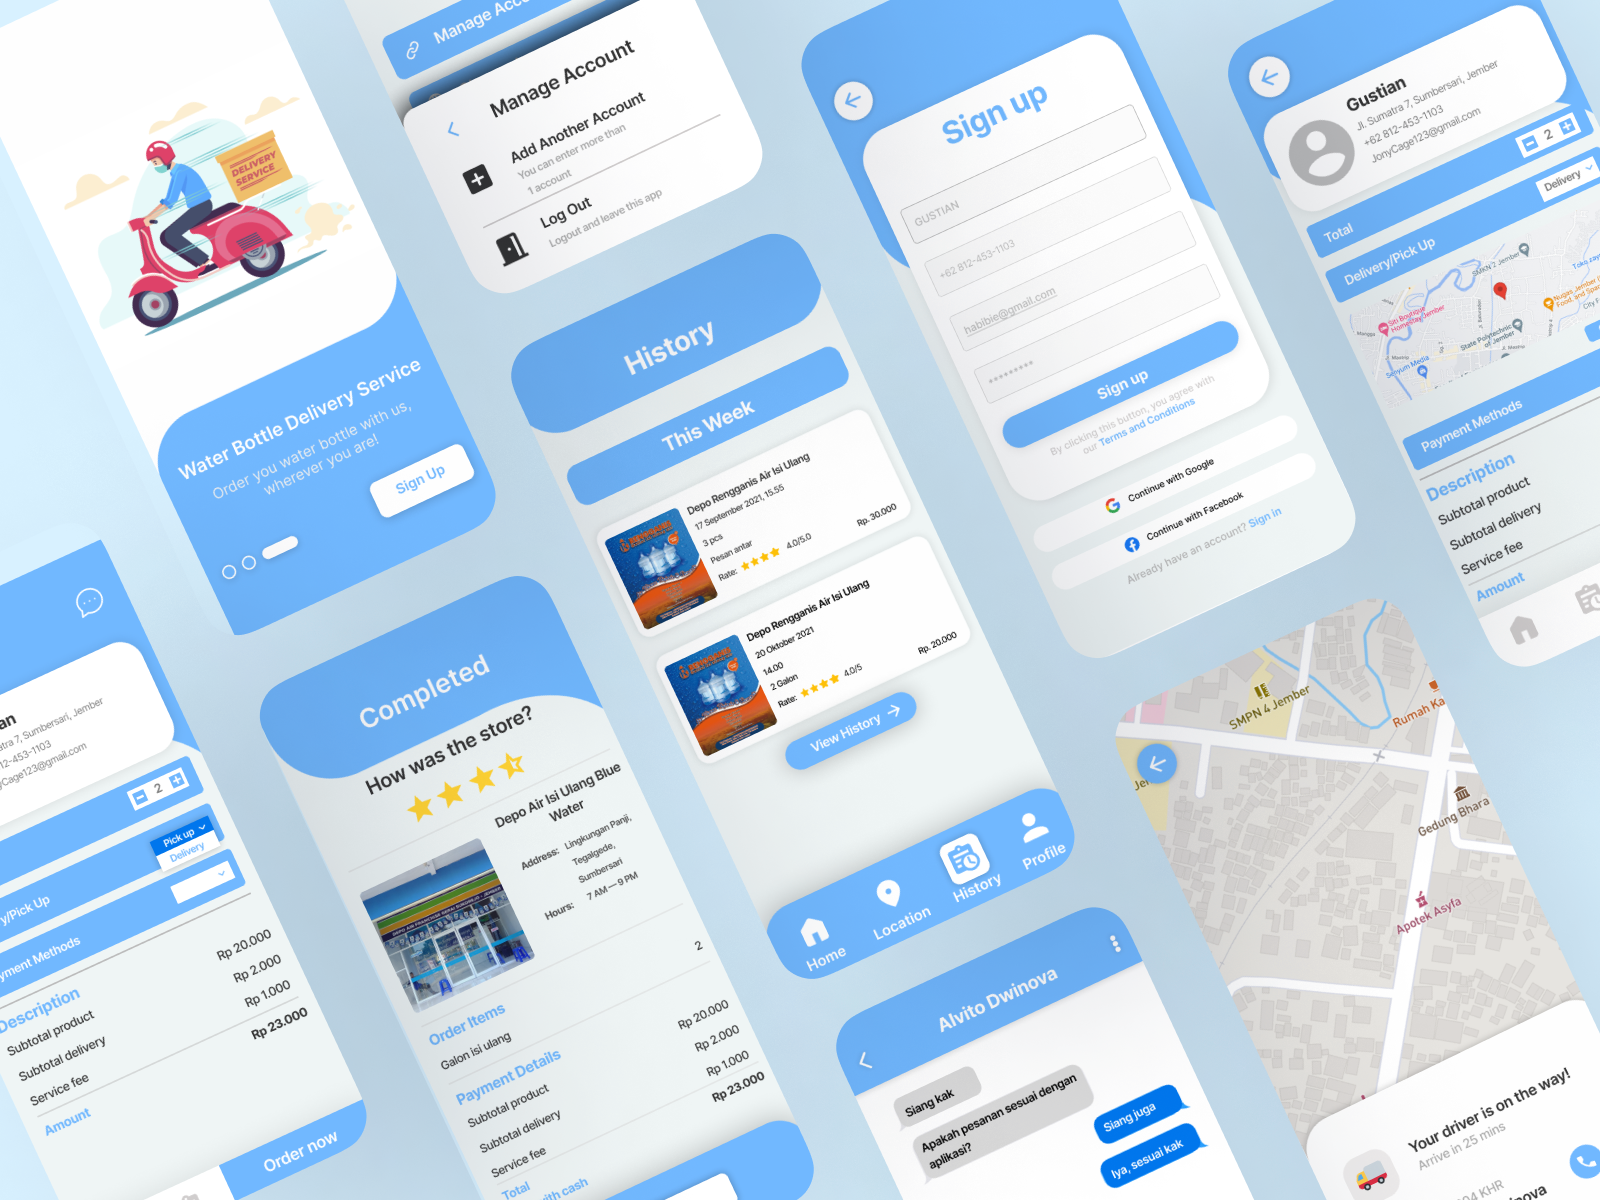 DELIVERY
SERVICE
Water Bottle Delivery Service
Order you water bottle with us,
wherever you are!
Sign Up
Manage Account
Add Another Account
You can enter more than
1 account
Log Out
Logout and leave this app
History
This Week
Depo Rengganis Air Isi Ulang
17 September 2021, 15.55
3 pcs
Pesan antar
Rate: 4.0/5.0
Rp. 30.000
Depo Rengganis Air Isi Ulang
20 Oktober 2021
14.00
2 Galon
Rate: 4.0/5
Rp. 20.000
View History
Home
Location
History
Profile
Sign up
GUSTIAN
+62 812-453-1103
habibie@gmail.com
Sign up
By clicking this button, you agree with
our Terms and Conditions
Continue with Google
Continue with Facebook
Already have an account? Sign in
Gustian
Jl. Sumatra 7, Sumbersari, Jember
+62 812-453-1103
JonyCage123@gmail.com
Total
2
Delivery/Pick Up
Delivery
SMKN 2 Jember
State Polytechnic
of Jember
Senyum Media
Payment Methods
Description
Subtotal product
Subtotal delivery
Service fee
Amount
Sumbersari, Jember
12-453-1103
Cage123@gmail.com
2
Pick up
Delivery
y/Pick Up
yment Methods
Description
Subtotal product
Rp 20.000
Subtotal delivery
Rp 2.000
Service fee
Rp 1.000
Amount
Rp 23.000
Order now
Completed
How was the store?
Depo Air Isi Ulang Blue
Water
Address: Lingkungan Panji,
Tegalgede,
Sumbersari
Hours: 7 AM — 9 PM
Order Items
Galon isi ulang
2
Payment Details
Subtotal product
Rp 20.000
Subtotal delivery
Rp 2.000
Service fee
Rp 1.000
Total
Rp 23.000
with cash
Alvito Dwinova
Siang kak
Apakah pesanan sesuai dengan
aplikasi?
Siang juga
Iya, sesuai kak
SMPN 4 Jember
Rumah Ka
Gedung Bhara
Apotek Asyfa
Your driver is on the way!
Arrive in 25 mins